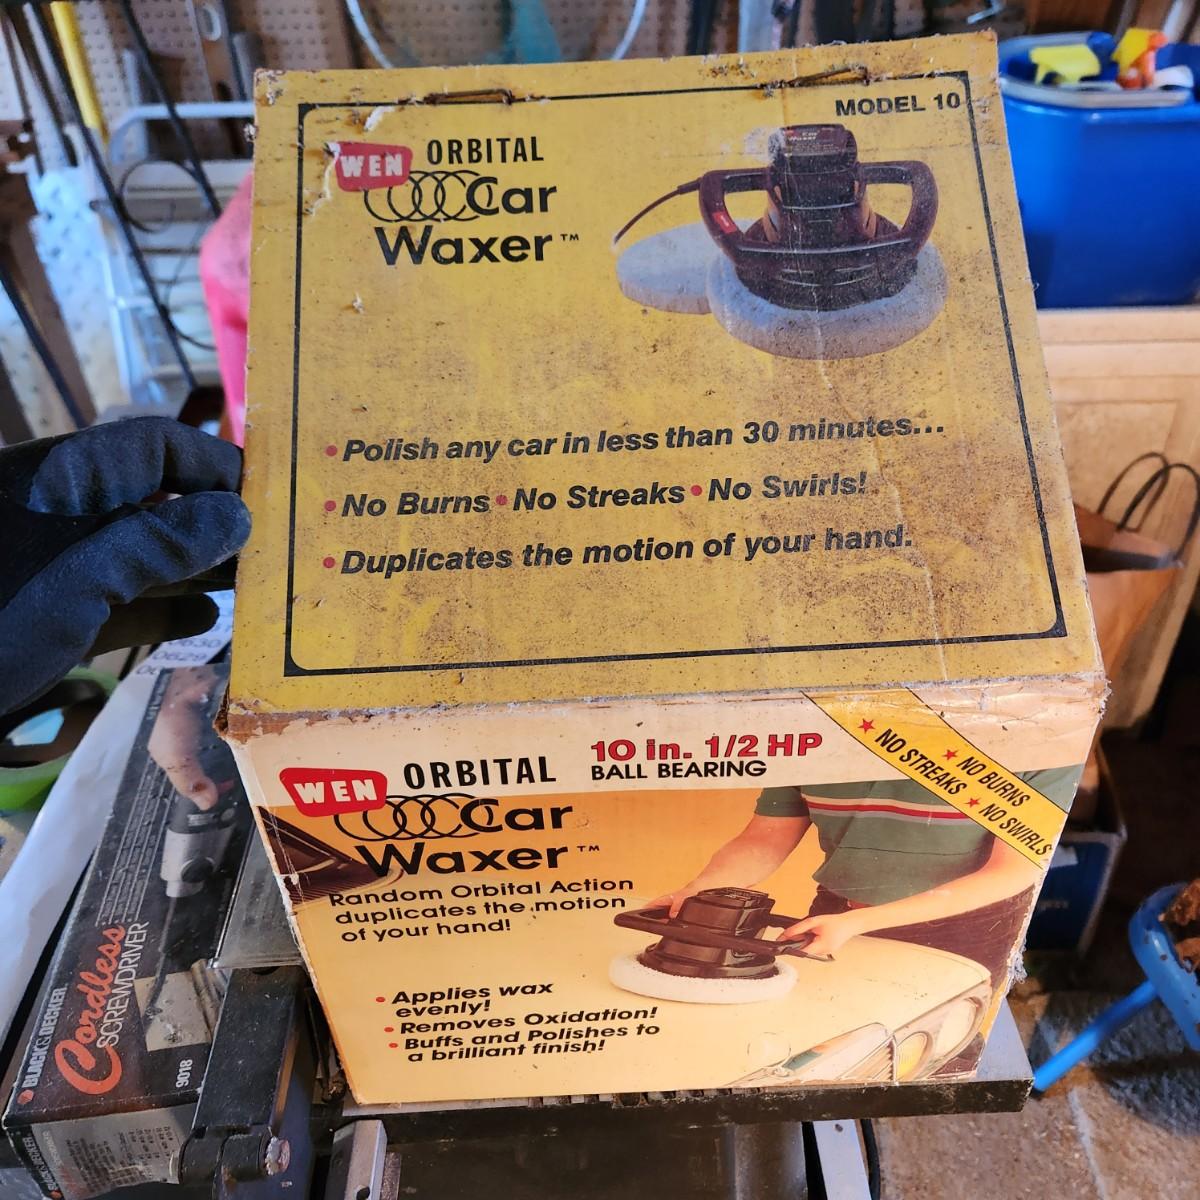 MODEL 10
WEN ORBITAL
Car
Waxer™
• Polish any car in less than 30 minutes...
• No Burns • No Streaks • No Swirls!
• Duplicates the motion of your hand.
WEN ORBITAL
Car
Waxer™
10 in. 1/2 HP
BALL BEARING
★ NO BURNS
★ NO STREAKS ★ NO SWIRLS
Random Orbital Action
duplicates the motion
of your hand!
• Applies wax
evenly!
• Removes Oxidation!
• Buffs and Polishes to
a brilliant finish!
BLACK & DECKER
Cordless
SCREWDRIVER
9018